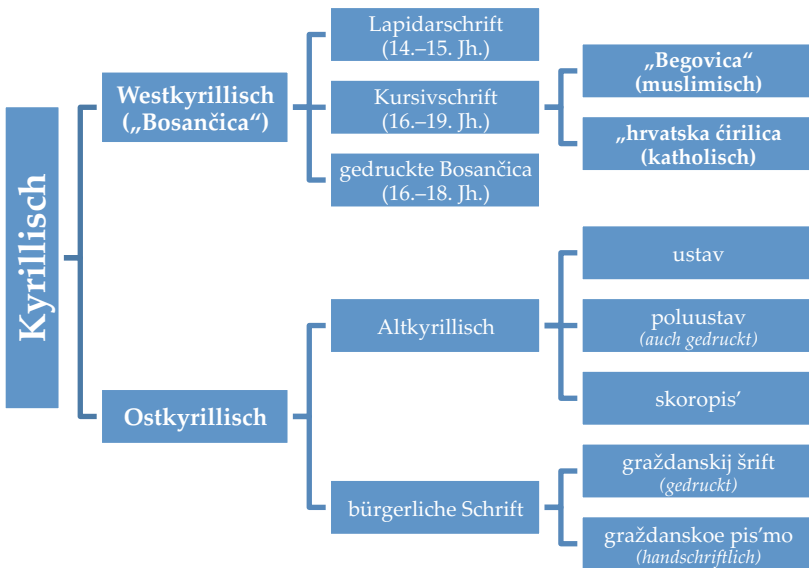 Kyrillisch
Westkyrillisch
(„Bosančica“)
Lapidarschrift
(14.–15. Jh.)
Kursivschrift
(16.–19. Jh.)
„Begovica“
(muslimisch)
„hrvatska ćirilica
(katholisch)
gedruckte Bosančica
(16.–18. Jh.)
Ostkyrillisch
Altkyrillisch
ustav
poluustav
(auch gedruckt)
skoropis’
bürgerliche Schrift
graždanskij šrift
(gedruckt)
graždanskoe pis’mo
(handschriftlich)